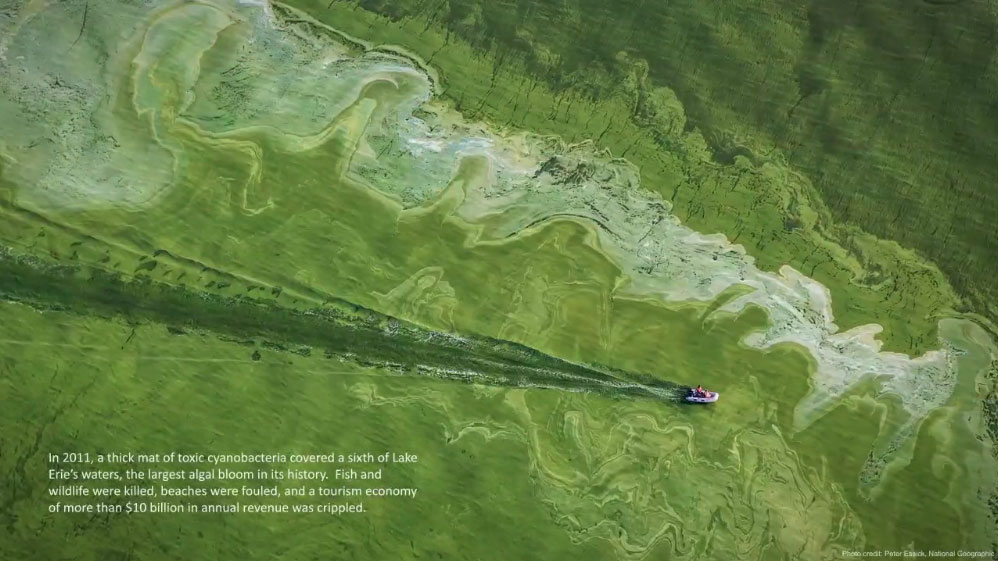 In 2011, a thick mat of toxic cyanobacteria covered a sixth of Lake
Erie's waters, the largest algal bloom in its history.  Fish and
wildlife were killed, beaches were fouled, and a tourism economy
of more than $10 billion in annual revenue was crippled.
Photo credit: Peter Essick, National Geographic